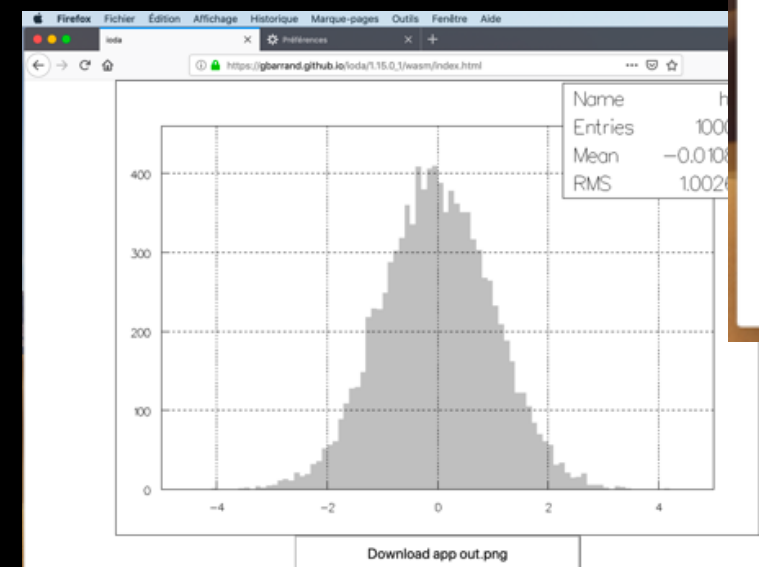 Firefox Fichier Édition Affichage Historique Marque-pages Outils Fenêtre Aide
ioda Préférences
https://gbarrand.github.io/ioda/1.15.0_1/wasm/index.html
Name
Entries
Mean
RMS
400
300
200
100
0
-4 -2 0 2 4
Download app out.png